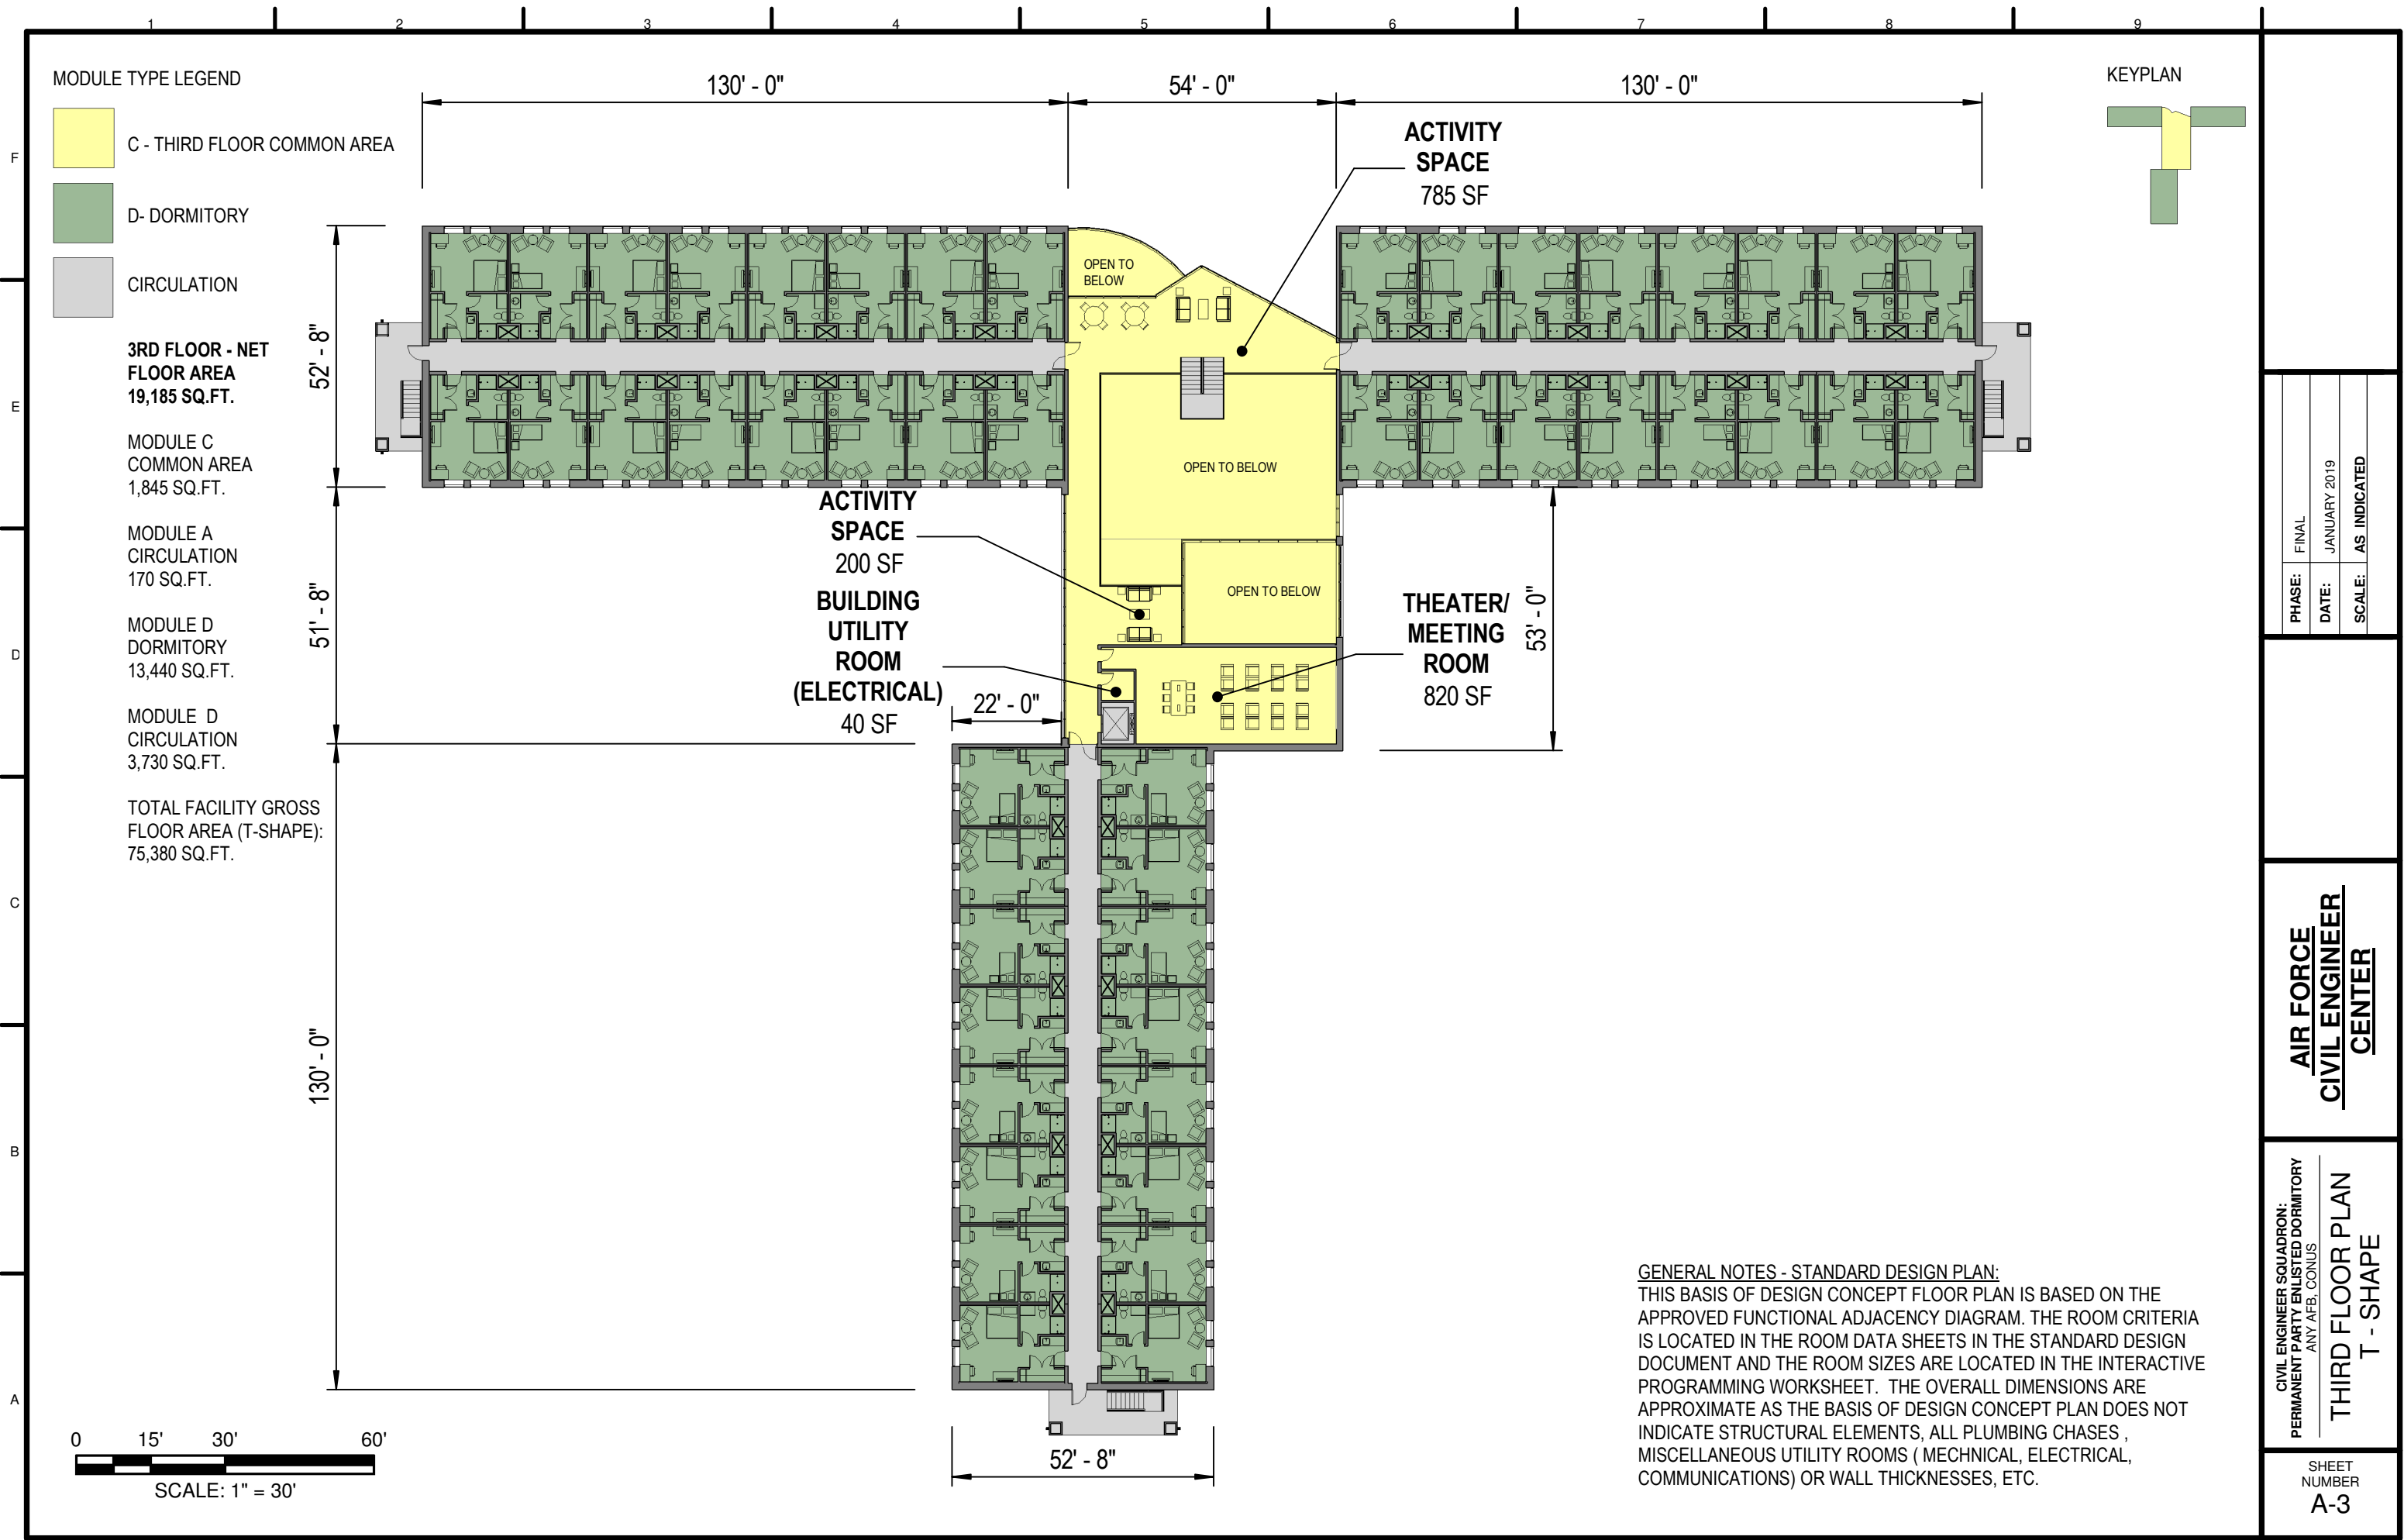 1 2 3 4 5 6 7 8 9
F
E
D
C
B
A
MODULE TYPE LEGEND
C - THIRD FLOOR COMMON AREA
D- DORMITORY
CIRCULATION
3RD FLOOR - NET
FLOOR AREA
19,185 SQ.FT.
MODULE C
COMMON AREA
1,845 SQ.FT.
MODULE A
CIRCULATION
170 SQ.FT.
MODULE D
DORMITORY
13,440 SQ.FT.
MODULE D
CIRCULATION
3,730 SQ.FT.
TOTAL FACILITY GROSS
FLOOR AREA (T-SHAPE):
75,380 SQ.FT.
130' - 0"
54' - 0"
130' - 0"
52' - 8"
51' - 8"
130' - 0"
ACTIVITY
SPACE
785 SF
OPEN TO
BELOW
OPEN TO BELOW
OPEN TO BELOW
ACTIVITY
SPACE
200 SF
BUILDING
UTILITY
ROOM
(ELECTRICAL)
40 SF
22' - 0"
THEATER/
MEETING
ROOM
820 SF
53' - 0"
52' - 8"
KEYPLAN
0 15' 30' 60'
SCALE: 1" = 30'
GENERAL NOTES - STANDARD DESIGN PLAN:
THIS BASIS OF DESIGN CONCEPT FLOOR PLAN IS BASED ON THE
APPROVED FUNCTIONAL ADJACENCY DIAGRAM. THE ROOM CRITERIA
IS LOCATED IN THE ROOM DATA SHEETS IN THE STANDARD DESIGN
DOCUMENT AND THE ROOM SIZES ARE LOCATED IN THE INTERACTIVE
PROGRAMMING WORKSHEET. THE OVERALL DIMENSIONS ARE
APPROXIMATE AS THE BASIS OF DESIGN CONCEPT PLAN DOES NOT
INDICATE STRUCTURAL ELEMENTS, ALL PLUMBING CHASES ,
MISCELLANEOUS UTILITY ROOMS ( MECHNICAL, ELECTRICAL,
COMMUNICATIONS) OR WALL THICKNESSES, ETC.
PHASE: FINAL
DATE: JANUARY 2019
SCALE: AS INDICATED
AIR FORCE
CIVIL ENGINEER
CENTER
CIVIL ENGINEER SQUADRON:
PERMANENT PARTY ENLISTED DORMITORY
ANY AFB, CONUS
THIRD FLOOR PLAN
T - SHAPE
SHEET
NUMBER
A-3